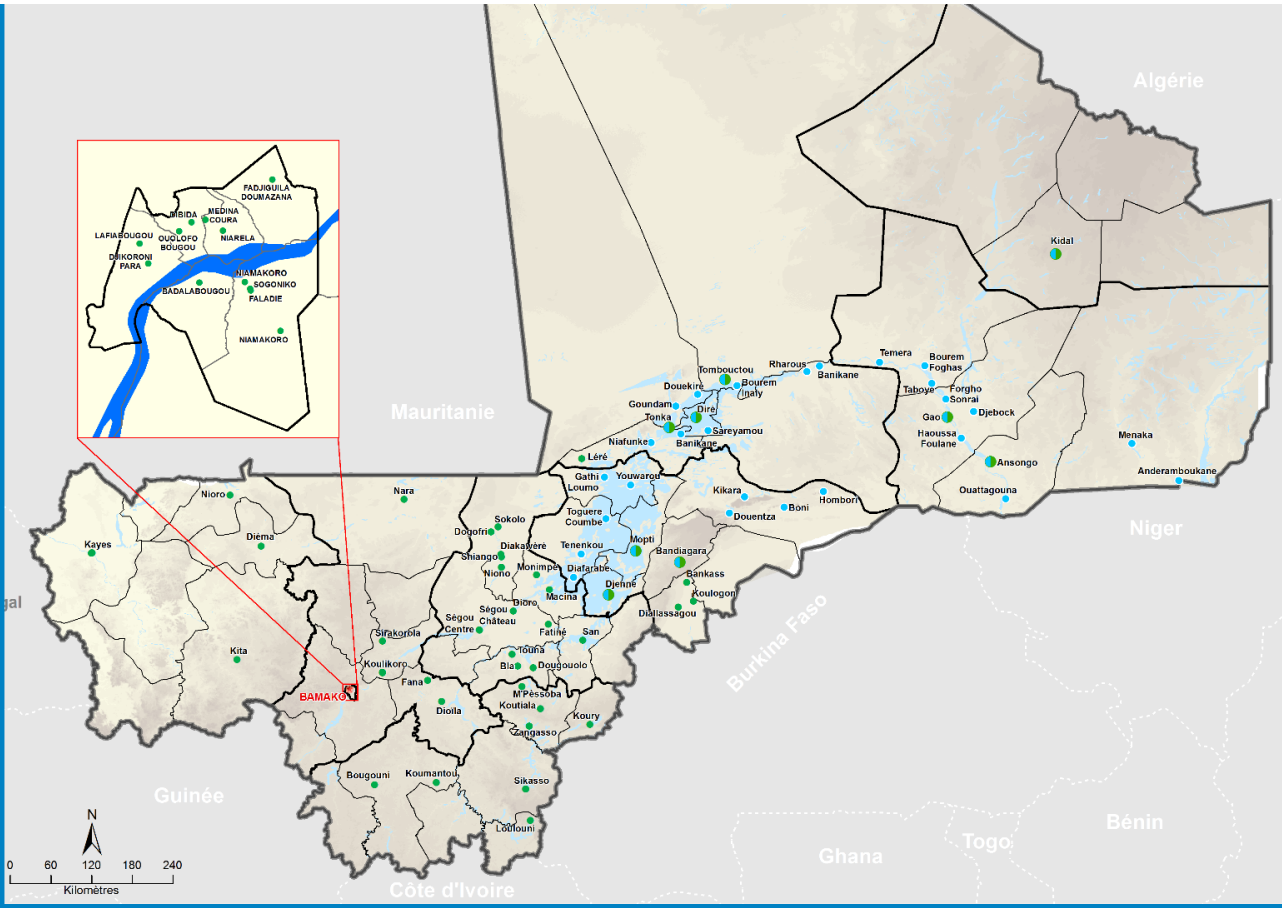 Algérie
FADJIGUILA
DOUMAZANA
DIBIDA
MEDINA
COURA
LAFIABOUGOU
OUOLOFO
BOUGOU
NIARELA
DJIKORONI
PARA
NIAMAKORO
SOGONIKO
BADALABOUGOU
FALADIE
NIAMAKORO
Kidal
Mauritanie
Temera
Bourem
Foghas
Rharous
Banikane
Tombouctou
Bourem
Inaly
Douekiré
Taboye
Forgho
Sonrai
Goundam
Diré
Tonka
Gao
Djebock
Sareyamou
Banikane
Niafunke
Haoussa
Foulane
Menaka
Léré
Ansongo
Anderamboukane
Gathi
Loumo
Youwarou
Ouattagouna
Nioro
Nara
Kikara
Hombori
Boni
Douentza
Niger
Sokolo
Dogofri
Toguere
Coumbe
Kayes
Diéma
Diakawèré
Shiango
Niono
Monimpé
Tenenkou
Diafarabé
Mopti
Bandiagara
Bankass
Koulogon
Diallassagou
Djenne
Macina
gal
Dioro
Ségou
Château
Ségou
Centre
Fatiné
San
Sirakorola
Touna
Bla
Dougouolo
Kita
Koulikoro
Fana
BAMAKO
Dioïla
M'Pèssoba
Koutiala
Koury
Zangasso
Burkina Faso
Bougouni
Koumantou
Sikasso
Loulouni
Guinée
N
0 60 120 180 240
Kilomètres
Côte d'Ivoire
Ghana
Togo
Bénin